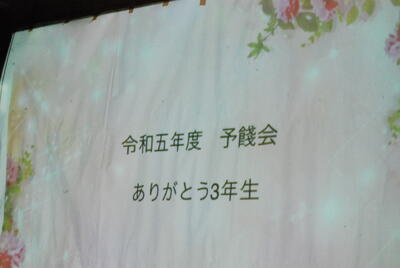 令和五年度　予餞会
ありがとう3年生